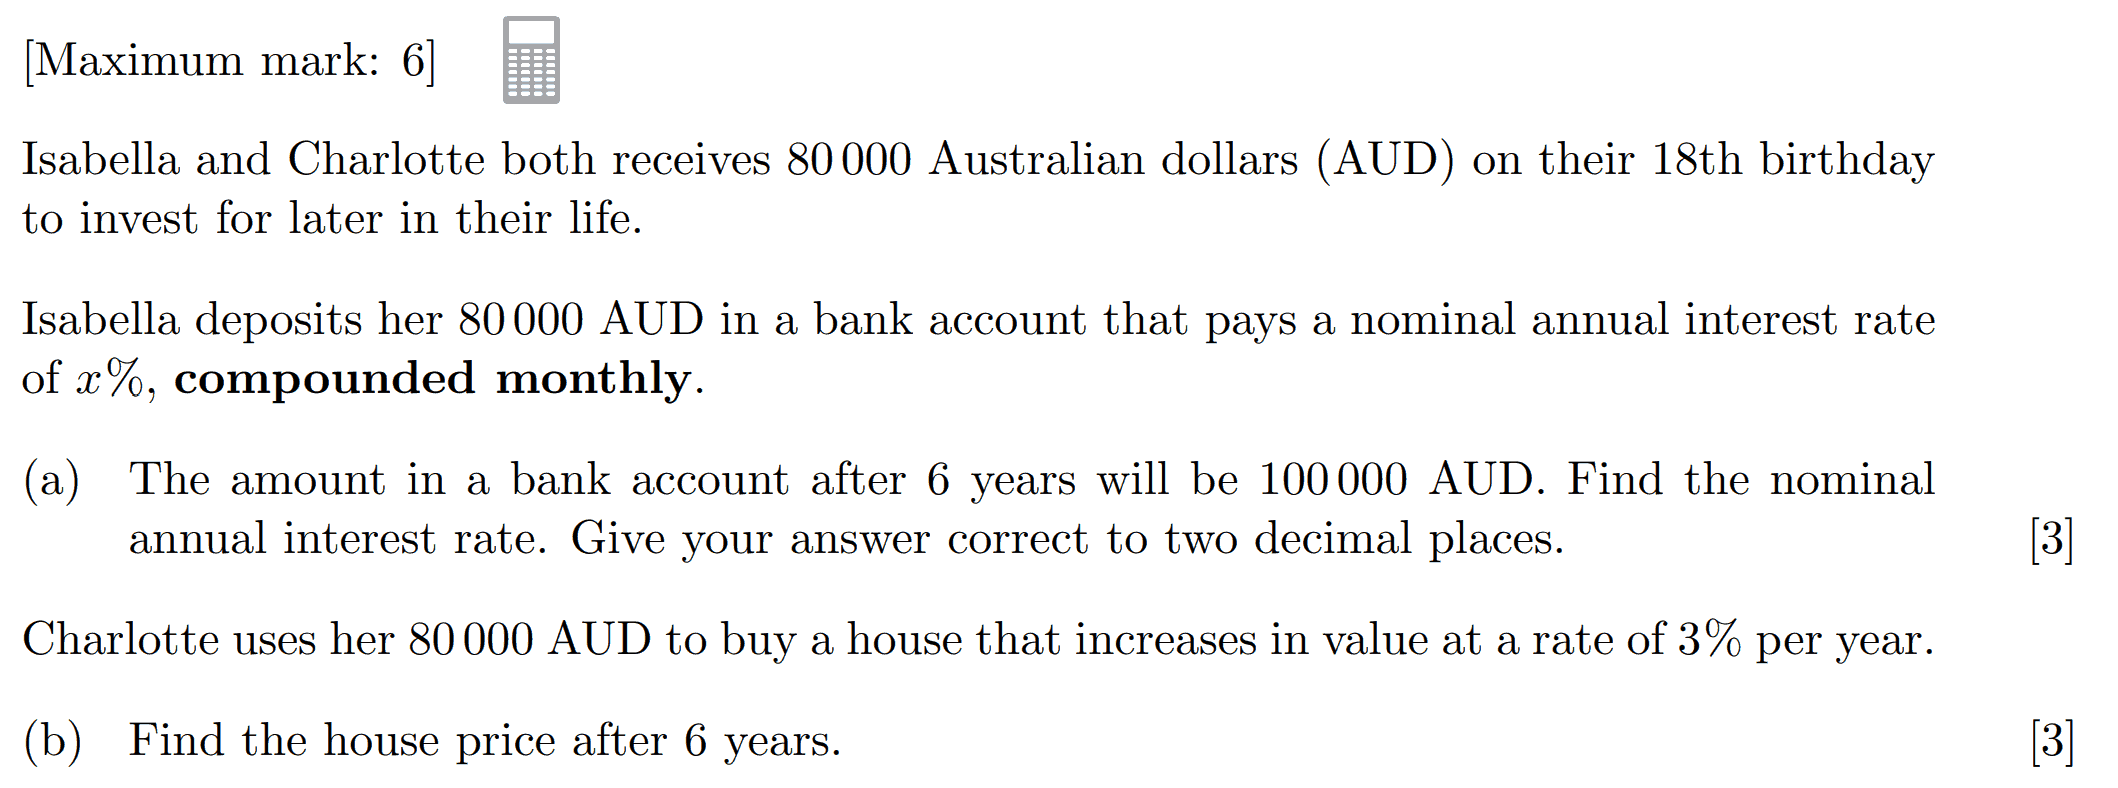 [Maximum mark: 6]
Isabella and Charlotte both receives 80 000 Australian dollars (AUD) on their 18th birthday
to invest for later in their life.
Isabella deposits her 80 000 AUD in a bank account that pays a nominal annual interest rate
of x%, compounded monthly.
(a) The amount in a bank account after 6 years will be 100 000 AUD. Find the nominal
annual interest rate. Give your answer correct to two decimal places. [3]
Charlotte uses her 80 000 AUD to buy a house that increases in value at a rate of 3% per year.
(b) Find the house price after 6 years. [3]